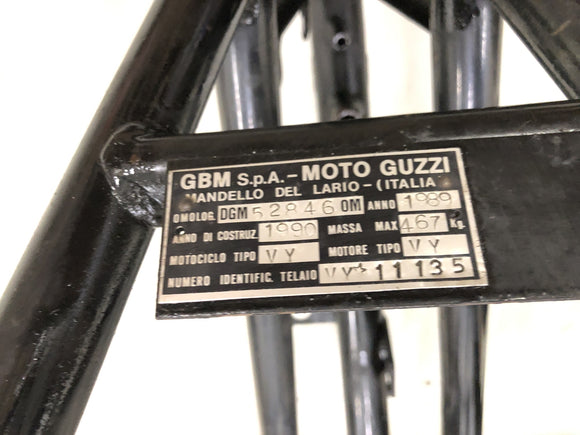 GBM S.p.A.-MOTO GUZZI
MANDELLO DEL LARIO-(ITALIA
OMOLOG. DGM 52846 OM ANNO 1989
ANNO DI COSTRUZ 1990 MASSA MAX 467 Kg.
MOTOCICLO TIPO VY MOTORE TIPO VY
NUMERO IDENTIFIC. TELAIO VY*11135